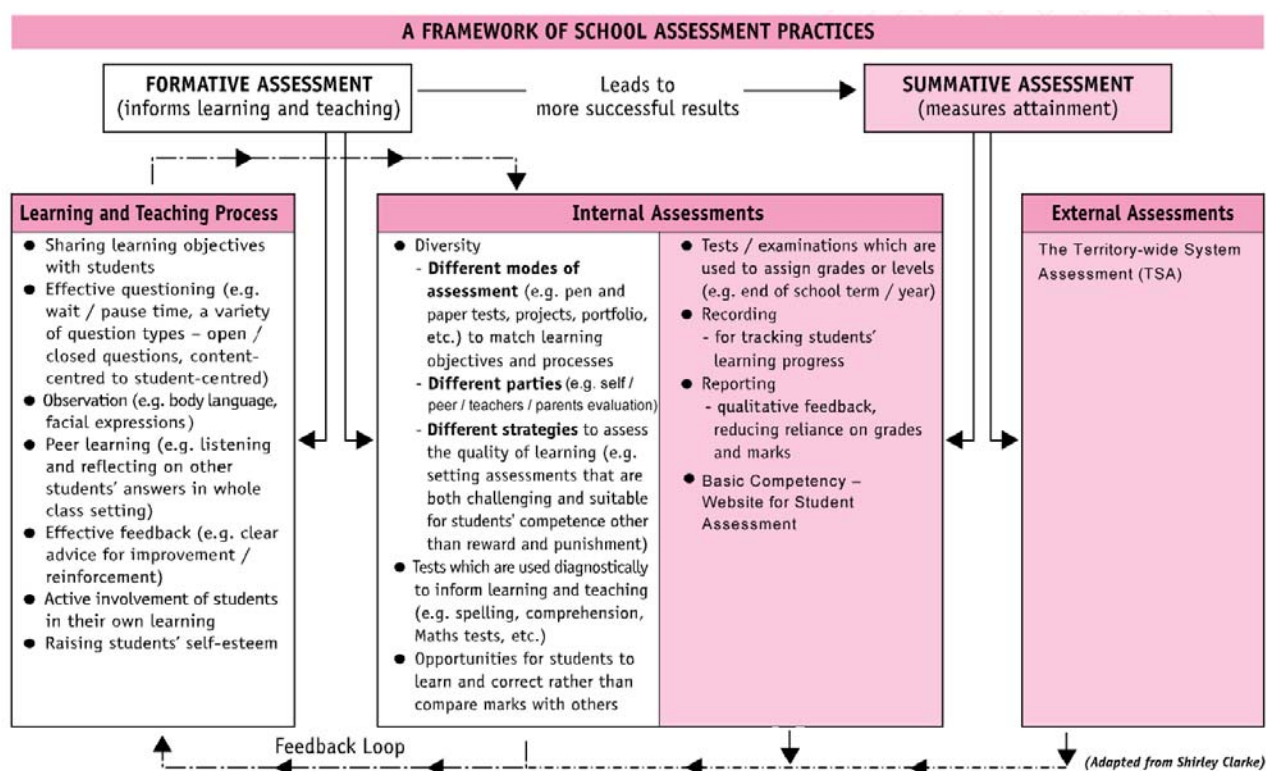 A FRAMEWORK OF SCHOOL ASSESSMENT PRACTICES
FORMATIVE ASSESSMENT
(informs learning and teaching)
Leads to
more successful results
SUMMATIVE ASSESSMENT
(measures attainment)
Learning and Teaching Process
● Sharing learning objectives
with students
● Effective questioning (e.g.
wait / pause time, a variety
of question types – open /
closed questions, content-
centred to student-centred)
● Observation (e.g. body language,
facial expressions)
● Peer learning (e.g. listening
and reflecting on other
students' answers in whole
class setting)
● Effective feedback (e.g. clear
advice for improvement /
reinforcement)
● Active involvement of students
in their own learning
● Raising students' self-esteem
Internal Assessments
● Diversity
- Different modes of
assessment (e.g. pen and
paper tests, projects, portfolio,
etc.) to match learning
objectives and processes
- Different parties (e.g. self /
peer / teachers / parents evaluation)
- Different strategies to assess
the quality of learning (e.g.
setting assessments that are
both challenging and suitable
for students' competence other
than reward and punishment)
● Tests which are used diagnostically
to inform learning and teaching
(e.g. spelling, comprehension,
Maths tests, etc.)
● Opportunities for students to
learn and correct rather than
compare marks with others
● Tests / examinations which are
used to assign grades or levels
(e.g. end of school term / year)
● Recording
- for tracking students'
learning progress
● Reporting
- qualitative feedback,
reducing reliance on grades
and marks
● Basic Competency –
Website for Student
Assessment
External Assessments
The Territory-wide System
Assessment (TSA)
Feedback Loop
(Adapted from Shirley Clarke)